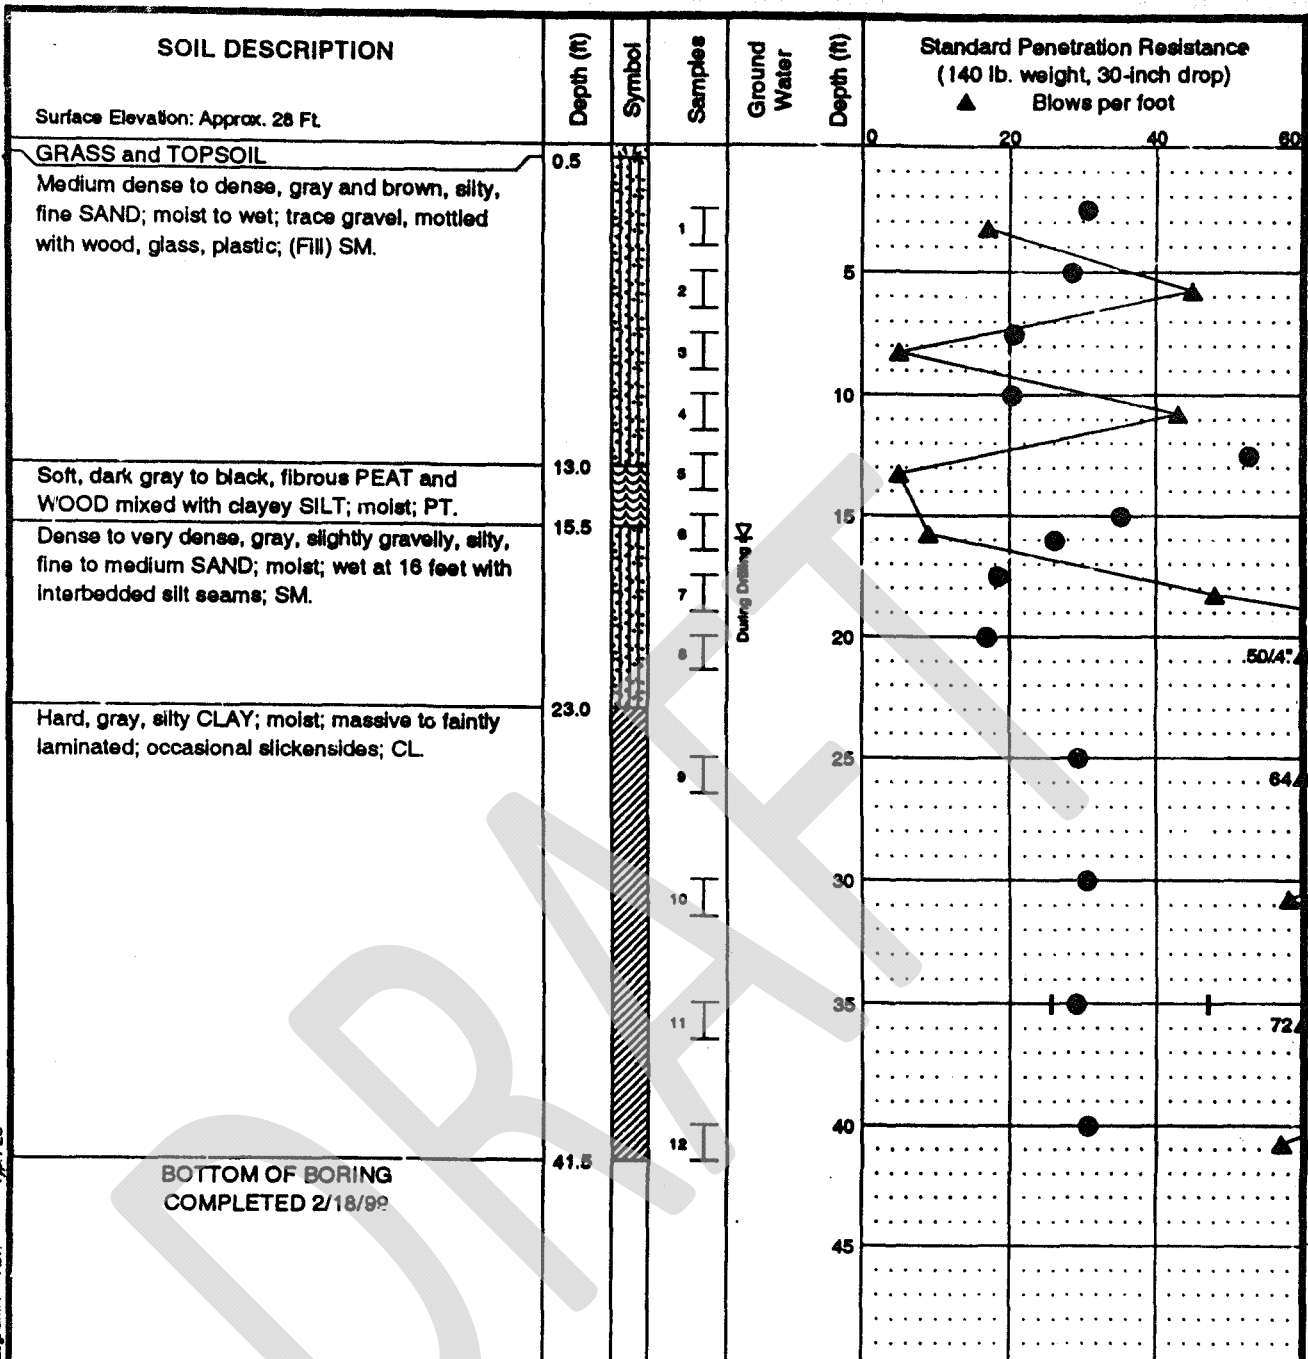 SOIL DESCRIPTION
Surface Elevation: Approx. 28 Ft.
Depth (ft)
Symbol
Samples
Ground
Water
Depth (ft)
Standard Penetration Resistance
(140 lb. weight, 30-inch drop)
▲ Blows per foot
0 20 40 60
GRASS and TOPSOIL
0.5
Medium dense to dense, gray and brown, silty,
fine SAND; moist to wet; trace gravel, mottled
with wood, glass, plastic; (Fill) SM.
1
5
2
3
10
4
13.0
Soft, dark gray to black, fibrous PEAT and
WOOD mixed with clayey SILT; moist; PT.
5
15
15.5
Dense to very dense, gray, slightly gravelly, silty,
fine to medium SAND; moist; wet at 16 feet with
interbedded silt seams; SM.
6
7
During Drilling
20
8
50/4"
23.0
Hard, gray, silty CLAY; moist; massive to faintly
laminated; occasional slickensides; CL.
25
9
64
30
10
35
11
72
40
12
41.5
BOTTOM OF BORING
COMPLETED 2/18/99
45
DRAFT